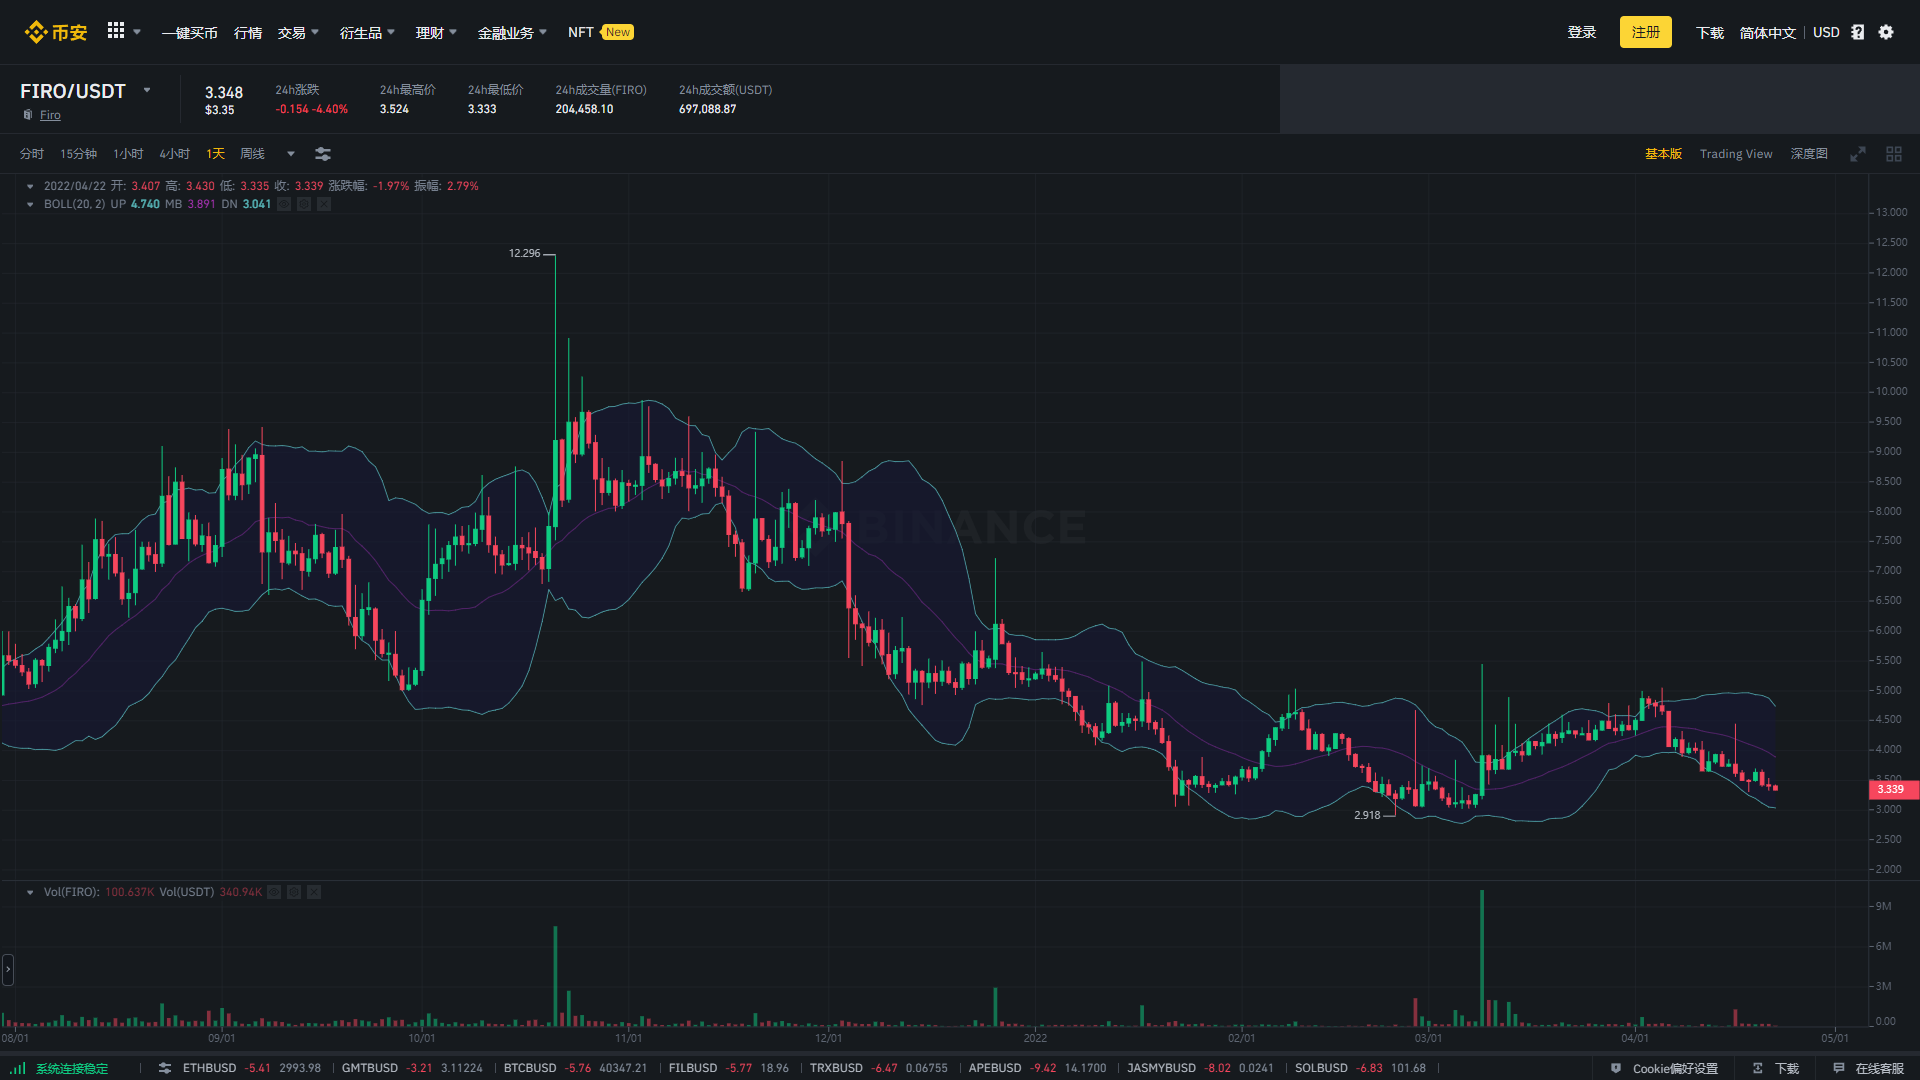 币安 一键买币 行情 交易 衍生品 理财 金融业务 NFT New 登录 注册 下载 简体中文 USD
FIRO/USDT
Firo
3.348
$3.35
24h涨跌
-0.154 -4.40%
24h最高价
3.524
24h最低价
3.333
24h成交量(FIRO)
204,458.10
24h成交额(USDT)
697,088.87
分时 15分钟 1小时 4小时 1天 周线 基本版 Trading View 深度图
2022/04/22 开: 3.407 高: 3.430 低: 3.335 收: 3.339 涨跌幅: -1.97% 振幅: 2.79%
BOLL(20, 2) UP 4.740 MB 3.891 DN 3.041
12.296
2.918
BINANCE
13.000
12.500
12.000
11.500
11.000
10.500
10.000
9.500
9.000
8.500
8.000
7.500
7.000
6.500
6.000
5.500
5.000
4.500
4.000
3.500
3.339
3.000
2.500
2.000
Vol(FIRO): 100.637K Vol(USDT) 340.94K
9M
6M
3M
0.00
08/01 09/01 10/01 11/01 12/01 2022 02/01 03/01 04/01 05/01
系统连接稳定 ETHBUSD -5.41 2993.98 GMTBUSD -3.21 3.11224 BTCBUSD -5.76 40347.21 FILBUSD -5.77 18.96 TRXBUSD -6.47 0.06755 APEBUSD -9.42 14.1700 JASMYBUSD -8.02 0.0241 SOLBUSD -6.83 101.68 Cookie偏好设置 下载 在线客服